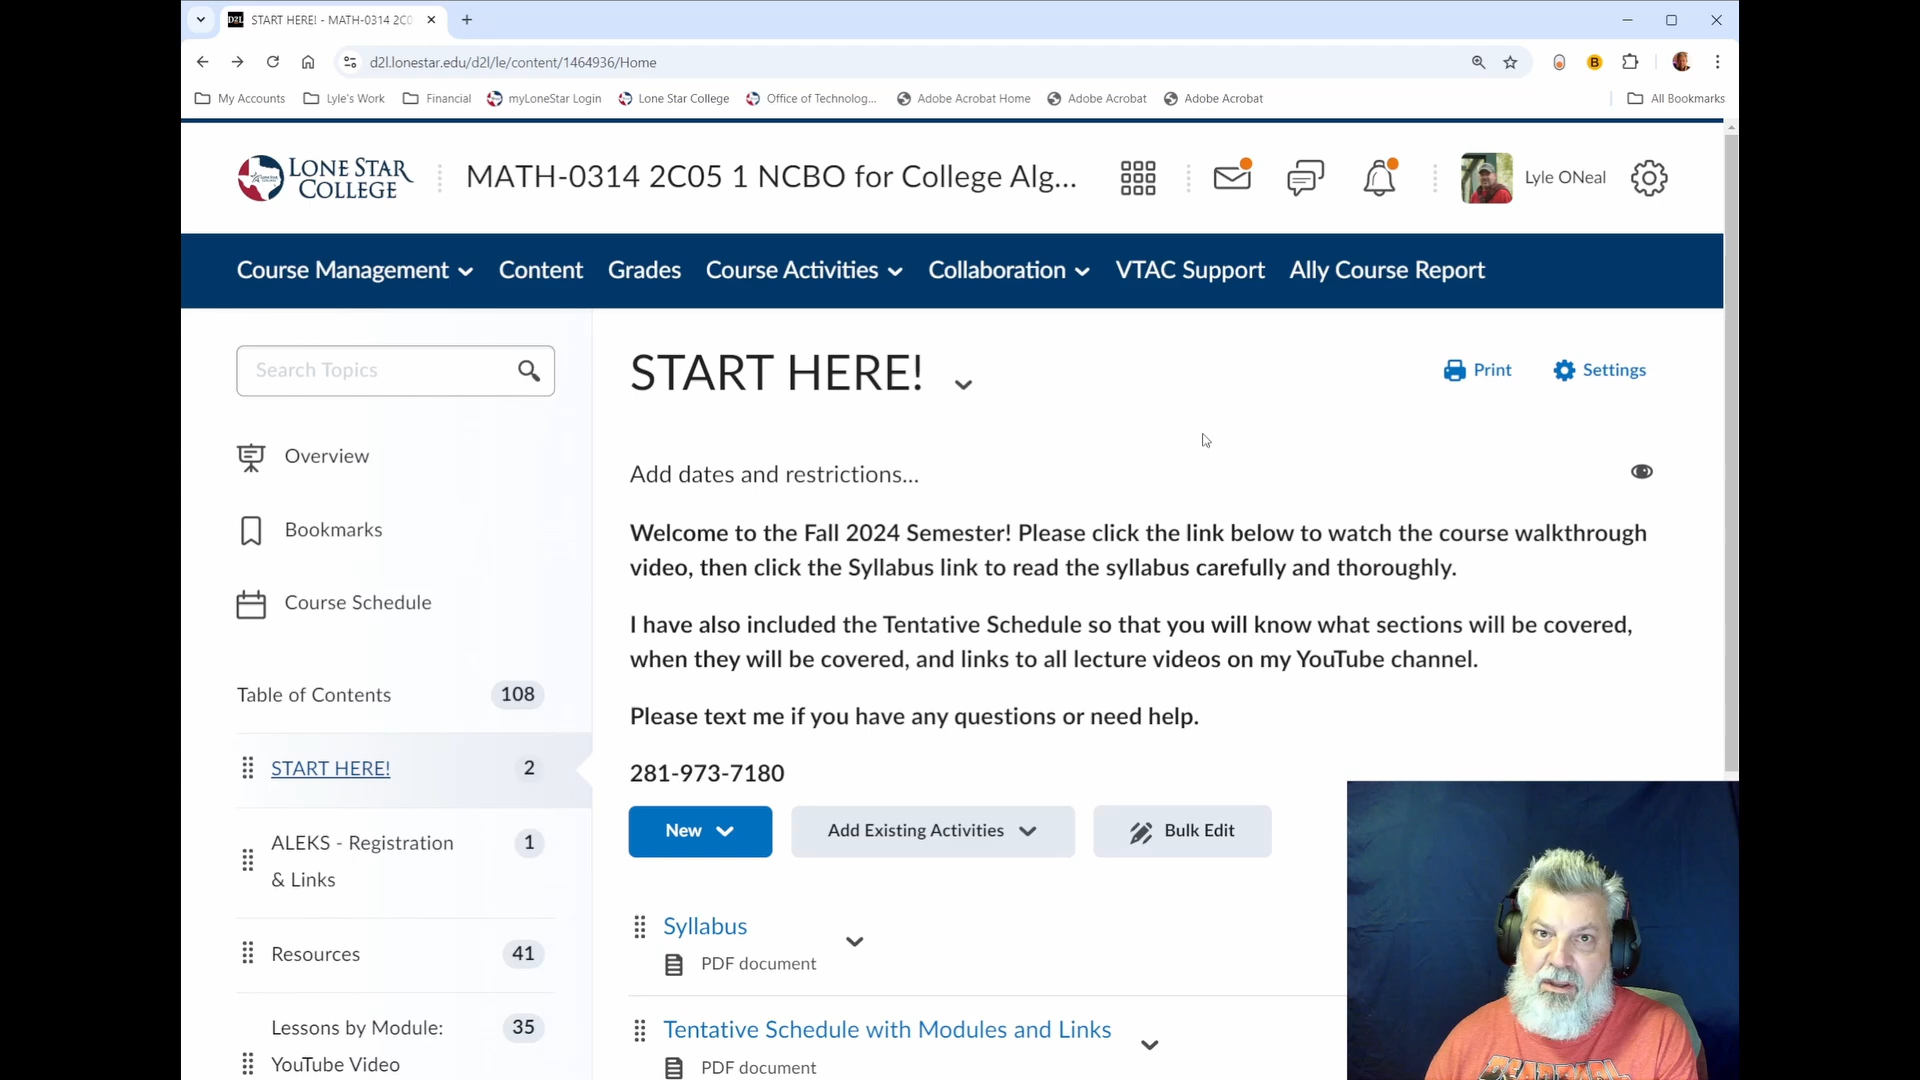 START HERE! - MATH-0314 2C0
d2l.lonestar.edu/d2l/le/content/1464936/Home
My Accounts
Lyle's Work
Financial
myLoneStar Login
Lone Star College
Office of Technolog...
Adobe Acrobat Home
Adobe Acrobat
Adobe Acrobat
All Bookmarks
LONE STAR
COLLEGE
MATH-0314 2C05 1 NCBO for College Alg...
Lyle ONeal
Course Management
Content
Grades
Course Activities
Collaboration
VTAC Support
Ally Course Report
Search Topics
Overview
Bookmarks
Course Schedule
Table of Contents 108
START HERE! 2
ALEKS - Registration 1
& Links
Resources 41
Lessons by Module: 35
YouTube Video
START HERE!
Print
Settings
Add dates and restrictions...
Welcome to the Fall 2024 Semester! Please click the link below to watch the course walkthrough
video, then click the Syllabus link to read the syllabus carefully and thoroughly.
I have also included the Tentative Schedule so that you will know what sections will be covered,
when they will be covered, and links to all lecture videos on my YouTube channel.
Please text me if you have any questions or need help.
281-973-7180
New
Add Existing Activities
Bulk Edit
Syllabus
PDF document
Tentative Schedule with Modules and Links
PDF document
DEADPOOL